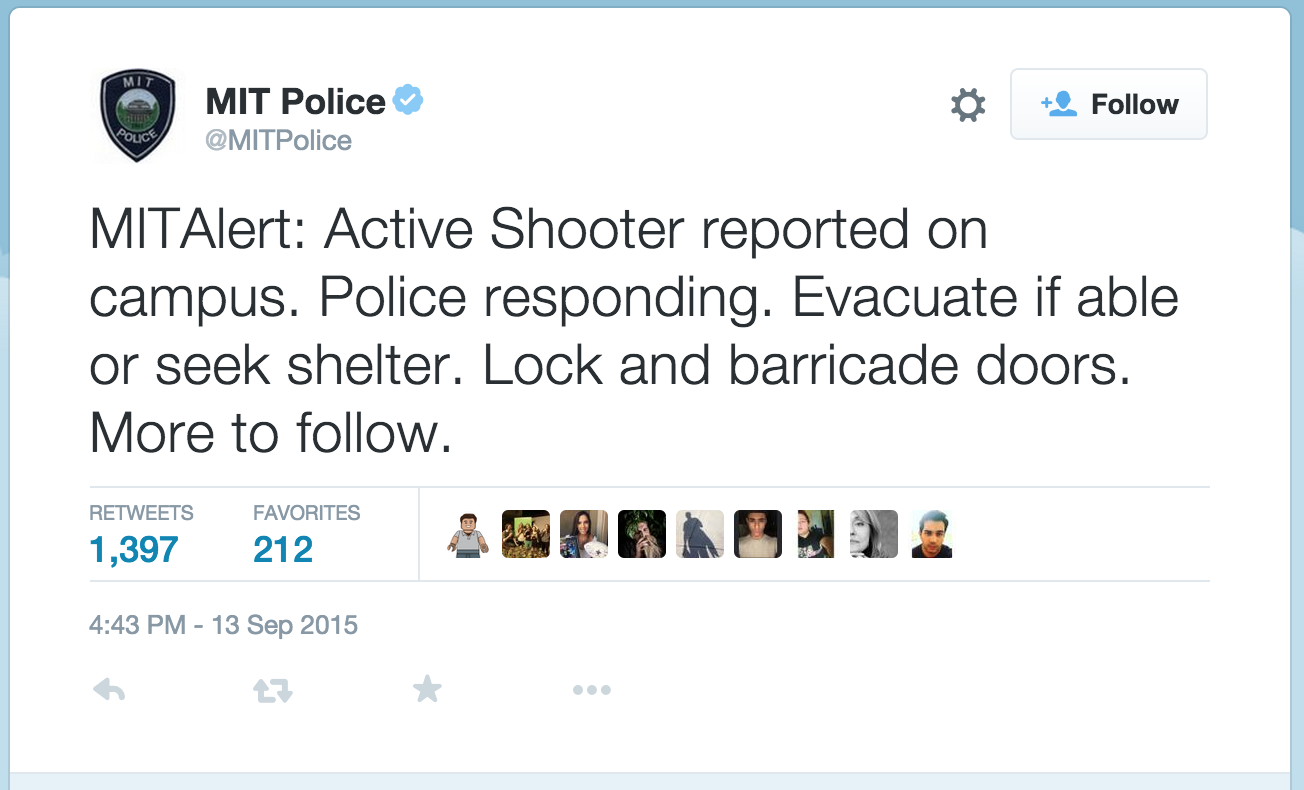 MIT
POLICE
MIT Police
@MITPolice
Follow
MITAlert: Active Shooter reported on
campus. Police responding. Evacuate if able
or seek shelter. Lock and barricade doors.
More to follow.
RETWEETS FAVORITES
1,397 212
4:43 PM - 13 Sep 2015